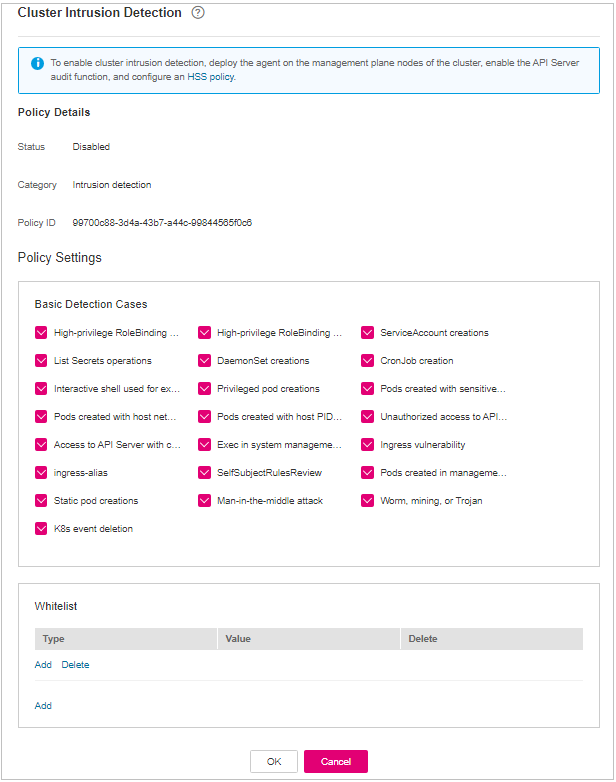 Cluster Intrusion Detection ?
To enable cluster intrusion detection, deploy the agent on the management plane nodes of the cluster, enable the API Server
audit function, and configure an HSS policy.
Policy Details
Status Disabled
Category Intrusion detection
Policy ID 99700c88-3d4a-43b7-a44c-99844565f0c6
Policy Settings
Basic Detection Cases
High-privilege RoleBinding ... High-privilege RoleBinding ... ServiceAccount creations
List Secrets operations DaemonSet creations CronJob creation
Interactive shell used for ex... Privileged pod creations Pods created with sensitive...
Pods created with host net... Pods created with host PID... Unauthorized access to API...
Access to API Server with c... Exec in system manageme... Ingress vulnerability
ingress-alias SelfSubjectRulesReview Pods created in manageme...
Static pod creations Man-in-the-middle attack Worm, mining, or Trojan
K8s event deletion
Whitelist
Type Value Delete
Add Delete
Add
OK Cancel